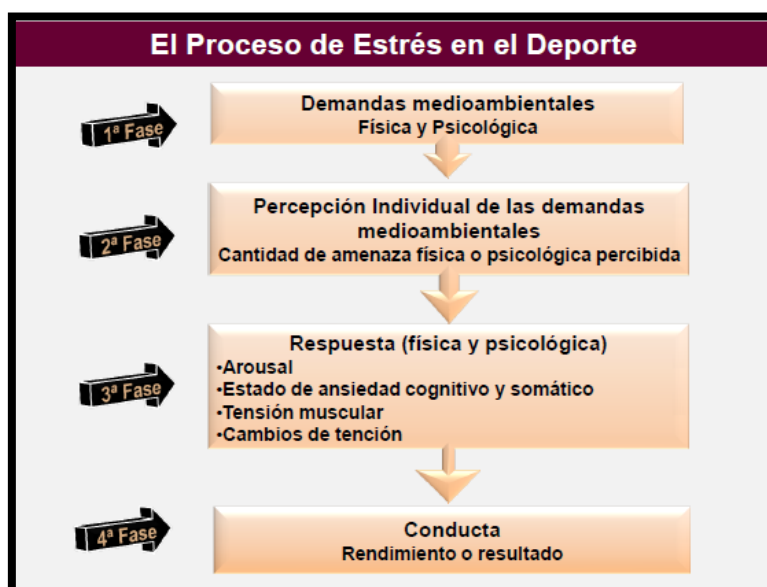 El Proceso de Estrés en el Deporte
1ª Fase
Demandas medioambientales
Física y Psicológica
2ª Fase
Percepción Individual de las demandas
medioambientales
Cantidad de amenaza física o psicológica percibida
3ª Fase
Respuesta (física y psicológica)
•Arousal
•Estado de ansiedad cognitivo y somático
•Tensión muscular
•Cambios de tención
4ª Fase
Conducta
Rendimiento o resultado